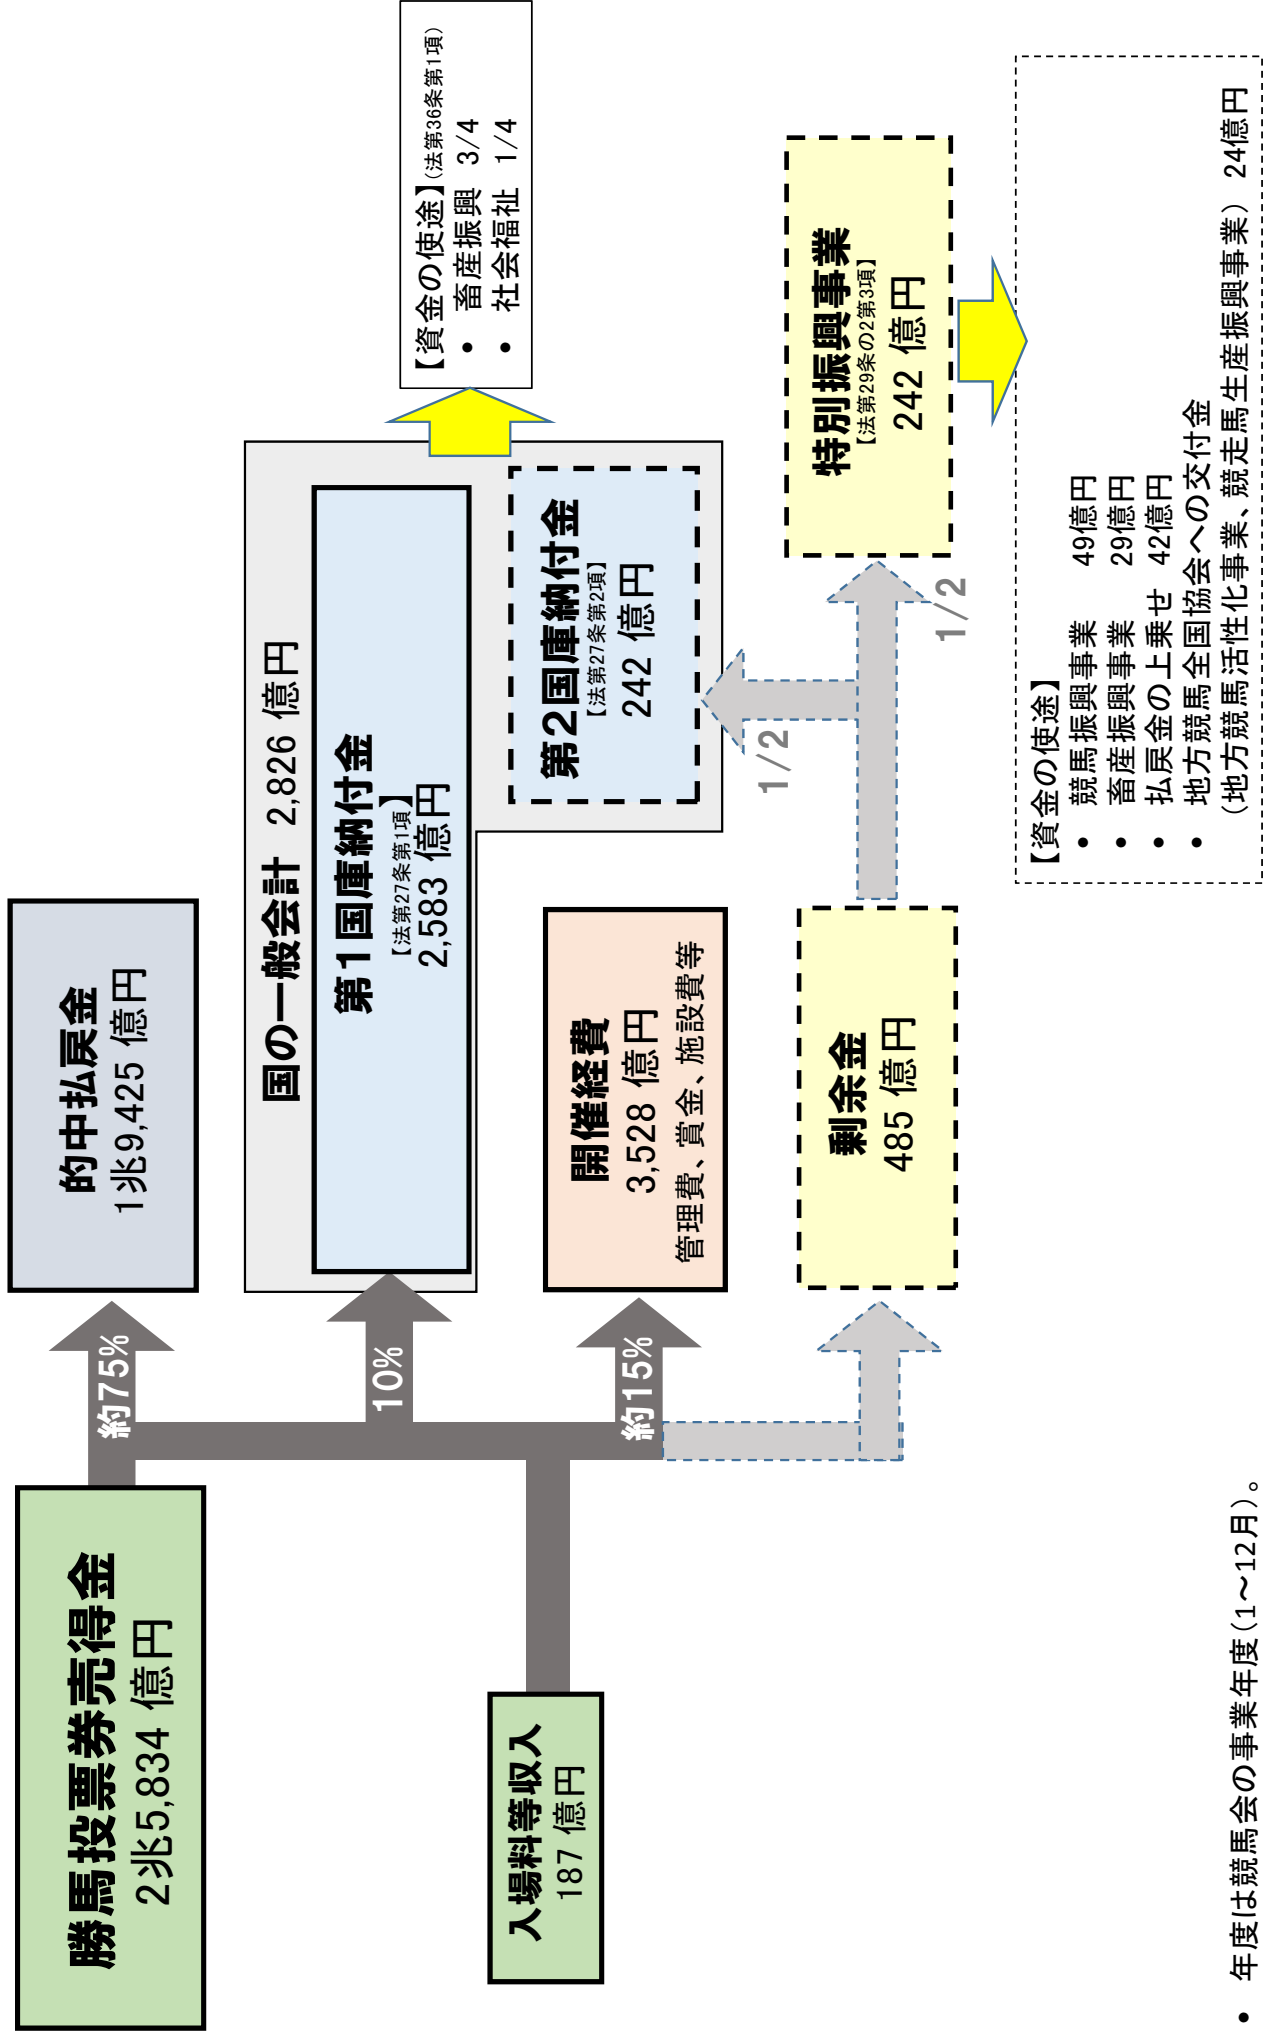 勝馬投票券売得金
2兆5,834 億円
入場料等収入
187 億円
約75%
10%
約15%
的中払戻金
1兆9,425 億円
国の一般会計 2,826 億円
第1国庫納付金
【法第27条第1項】
2,583 億円
第2国庫納付金
【法第27条第2項】
242 億円
【資金の使途】(法第36条第1項)
• 畜産振興 3/4
• 社会福祉 1/4
開催経費
3,528 億円
管理費、賞金、施設費等
剰余金
485 億円
1/2
1/2
特別振興事業
【法第29条の2第3項】
242 億円
【資金の使途】
• 競馬振興事業 49億円
• 畜産振興事業 29億円
• 払戻金の上乗せ 42億円
• 地方競馬全国協会への交付金
(地方競馬活性化事業、競走馬生産振興事業) 24億円
• 年度は競馬会の事業年度(1～12月)。